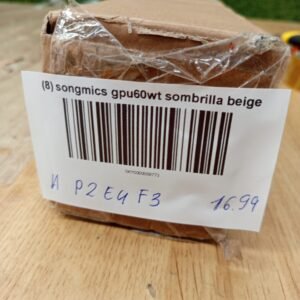 (8) songmics gpu60wt sombrilla beige
И P2 E4 F3 16.99